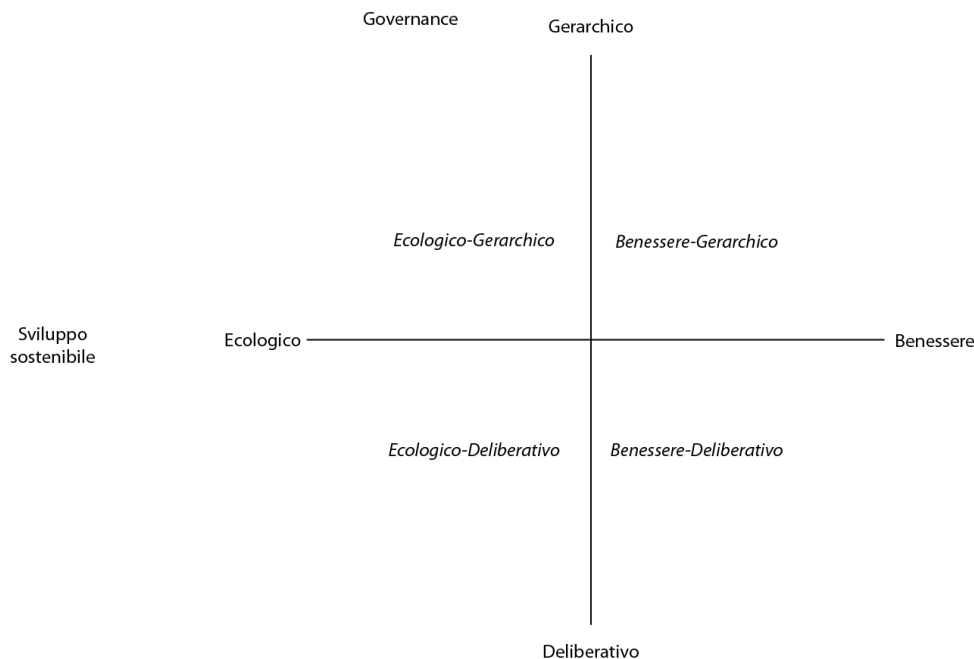 Governance
Gerarchico
Ecologico-Gerarchico
Benessere-Gerarchico
Sviluppo
sostenibile
Ecologico
Benessere
Ecologico-Deliberativo
Benessere-Deliberativo
Deliberativo